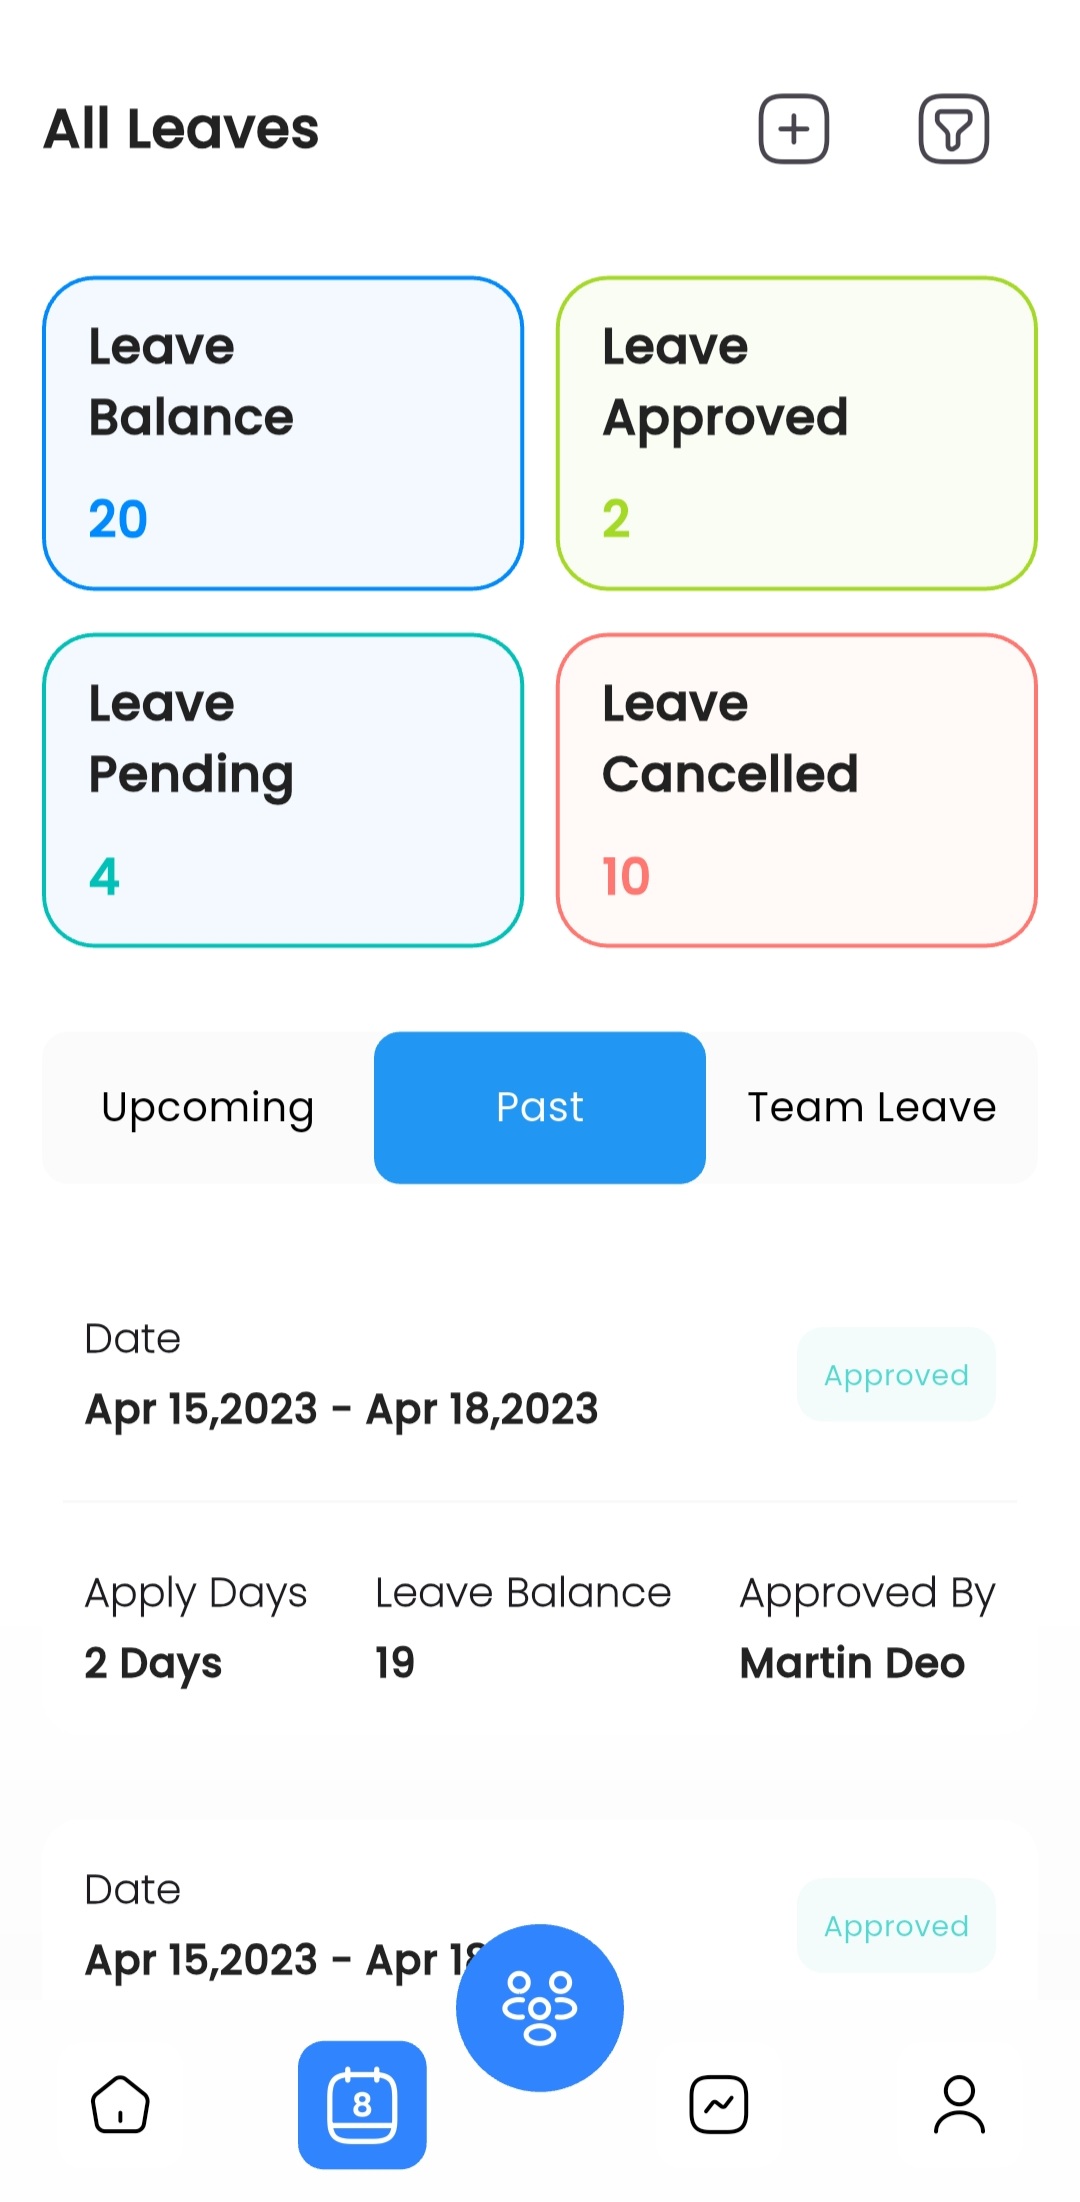 All Leaves
Leave
Balance
20
Leave
Approved
2
Leave
Pending
4
Leave
Cancelled
10
Upcoming
Past
Team Leave
Date
Apr 15,2023 - Apr 18,2023
Approved
Apply Days
Leave Balance
Approved By
2 Days
19
Martin Deo
Date
Apr 15,2023 - Apr
Approved
8